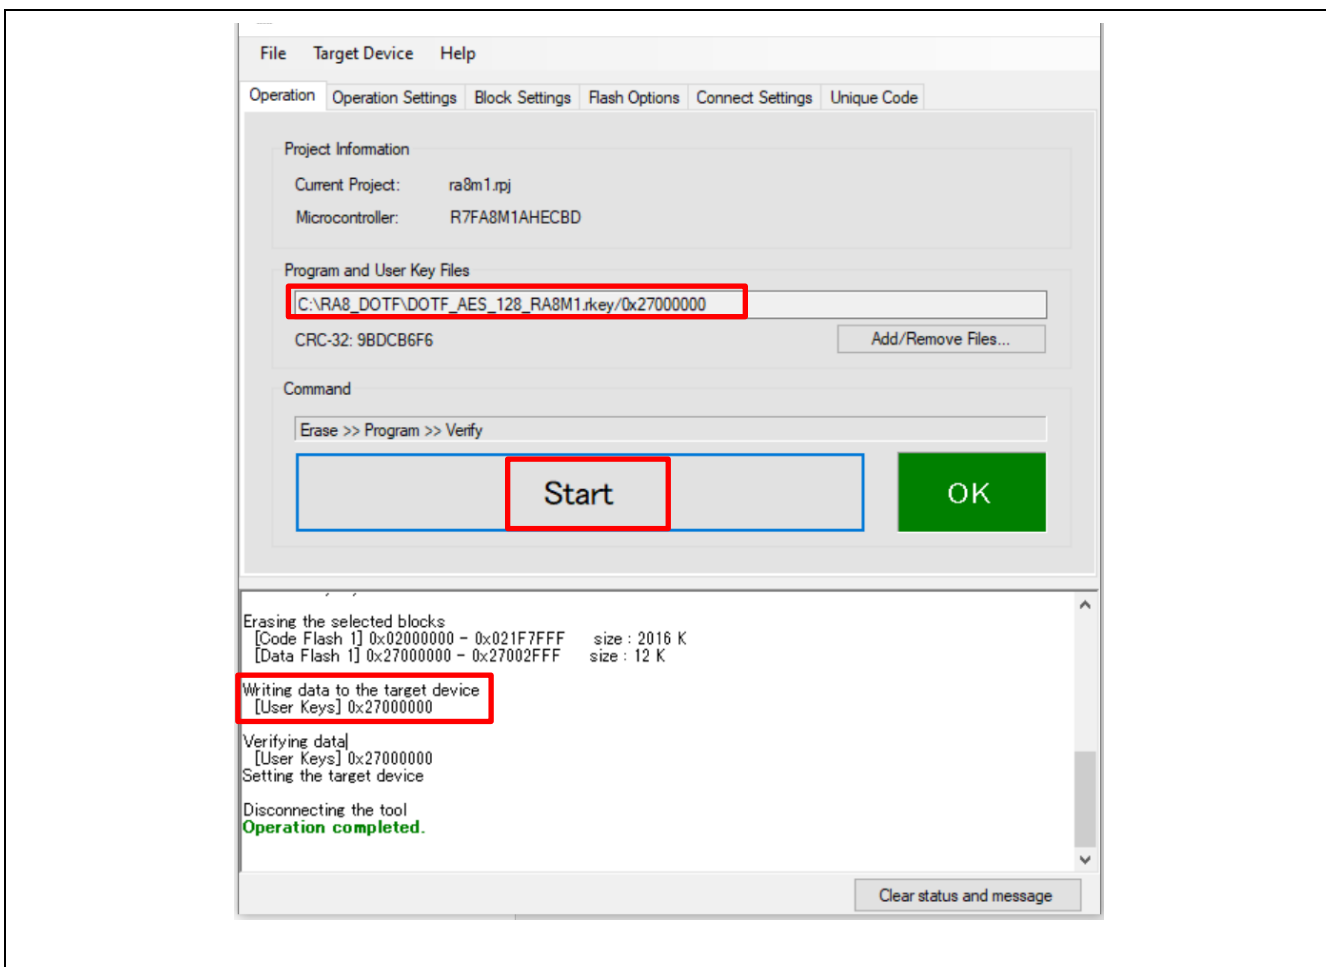 File Target Device Help
Operation Operation Settings Block Settings Flash Options Connect Settings Unique Code
Project Information
Current Project: ra8m1.rpj
Microcontroller: R7FA8M1AHECBD
Program and User Key Files
C:\RA8_DOTF\DOTF_AES_128_RA8M1.rkey/0x27000000
CRC-32: 9BDCB6F6 Add/Remove Files...
Command
Erase >> Program >> Verify
Start OK
Erasing the selected blocks
[Code Flash 1] 0x02000000 - 0x021F7FFF size : 2016 K
[Data Flash 1] 0x27000000 - 0x27002FFF size : 12 K
Writing data to the target device
[User Keys] 0x27000000
Verifying data
[User Keys] 0x27000000
Setting the target device
Disconnecting the tool
Operation completed.
Clear status and message